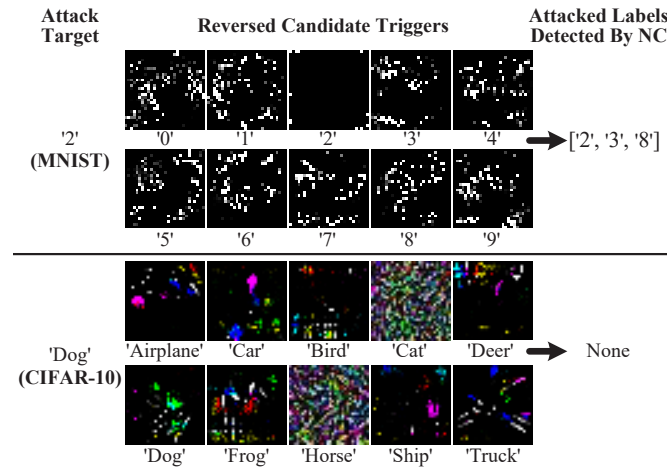 Attack Target
Reversed Candidate Triggers
Attacked Labels Detected By NC
'2'
(MNIST)
'0' '1' '2' '3' '4'
['2', '3', '8']
'5' '6' '7' '8' '9'
'Dog'
(CIFAR-10)
'Airplane' 'Car' 'Bird' 'Cat' 'Deer'
None
'Dog' 'Frog' 'Horse' 'Ship' 'Truck'